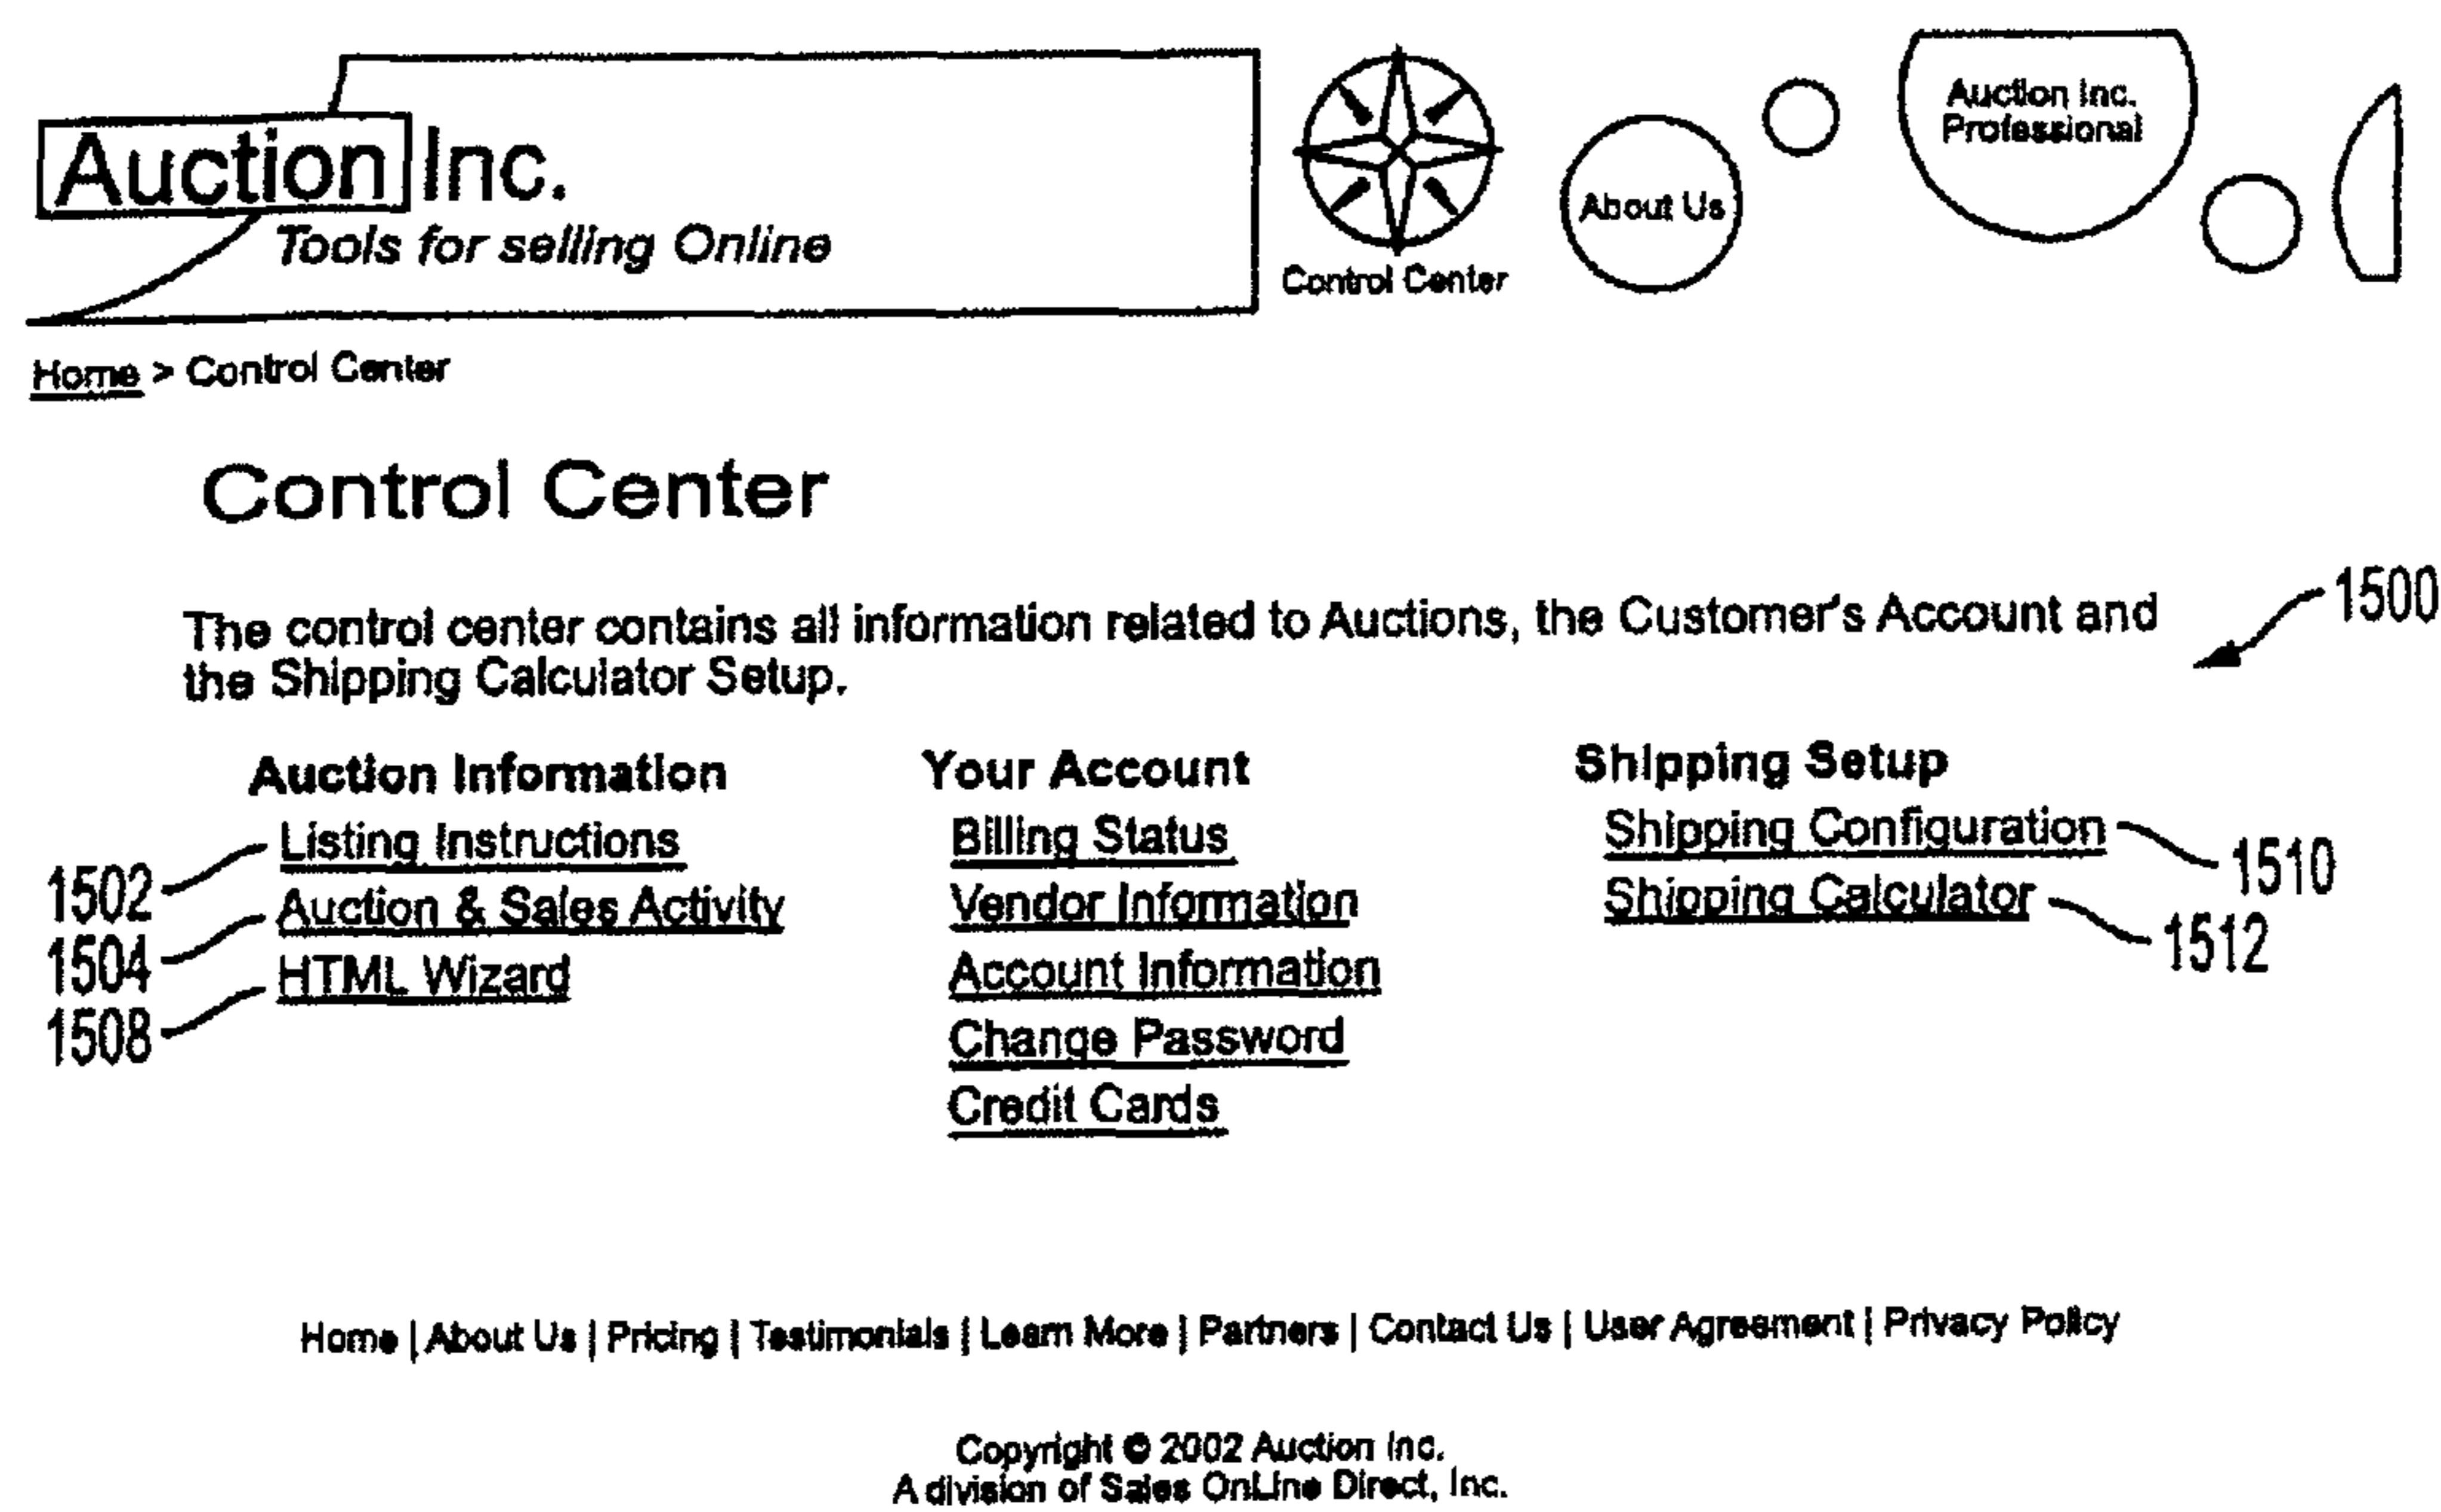 Auction Inc.
Tools for selling Online
Control Center
About Us
Auction Inc.
Professional
Home > Control Center
Control Center
The control center contains all information related to Auctions, the Customer's Account and
the Shipping Calculator Setup.
1500
Auction Information
Listing Instructions
Auction & Sales Activity
HTML Wizard
1502
1504
1508
Your Account
Billing Status
Vendor Information
Account Information
Change Password
Credit Cards
Shipping Setup
Shipping Configuration
Shipping Calculator
1510
1512
Home | About Us | Pricing | Testimonials | Learn More | Partners | Contact Us | User Agreement | Privacy Policy
Copyright © 2002 Auction Inc.
A division of Sales OnLine Direct, Inc.